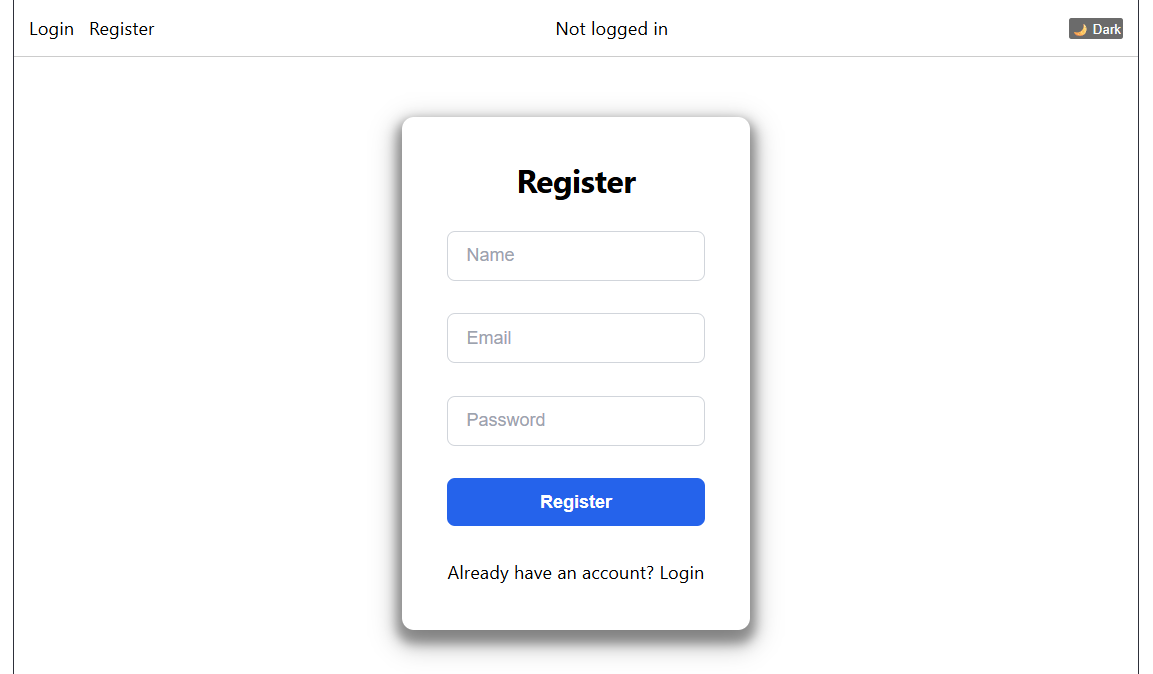 Login Register Not logged in 🌙 Dark
Register
Name
Email
Password
Register
Already have an account? Login